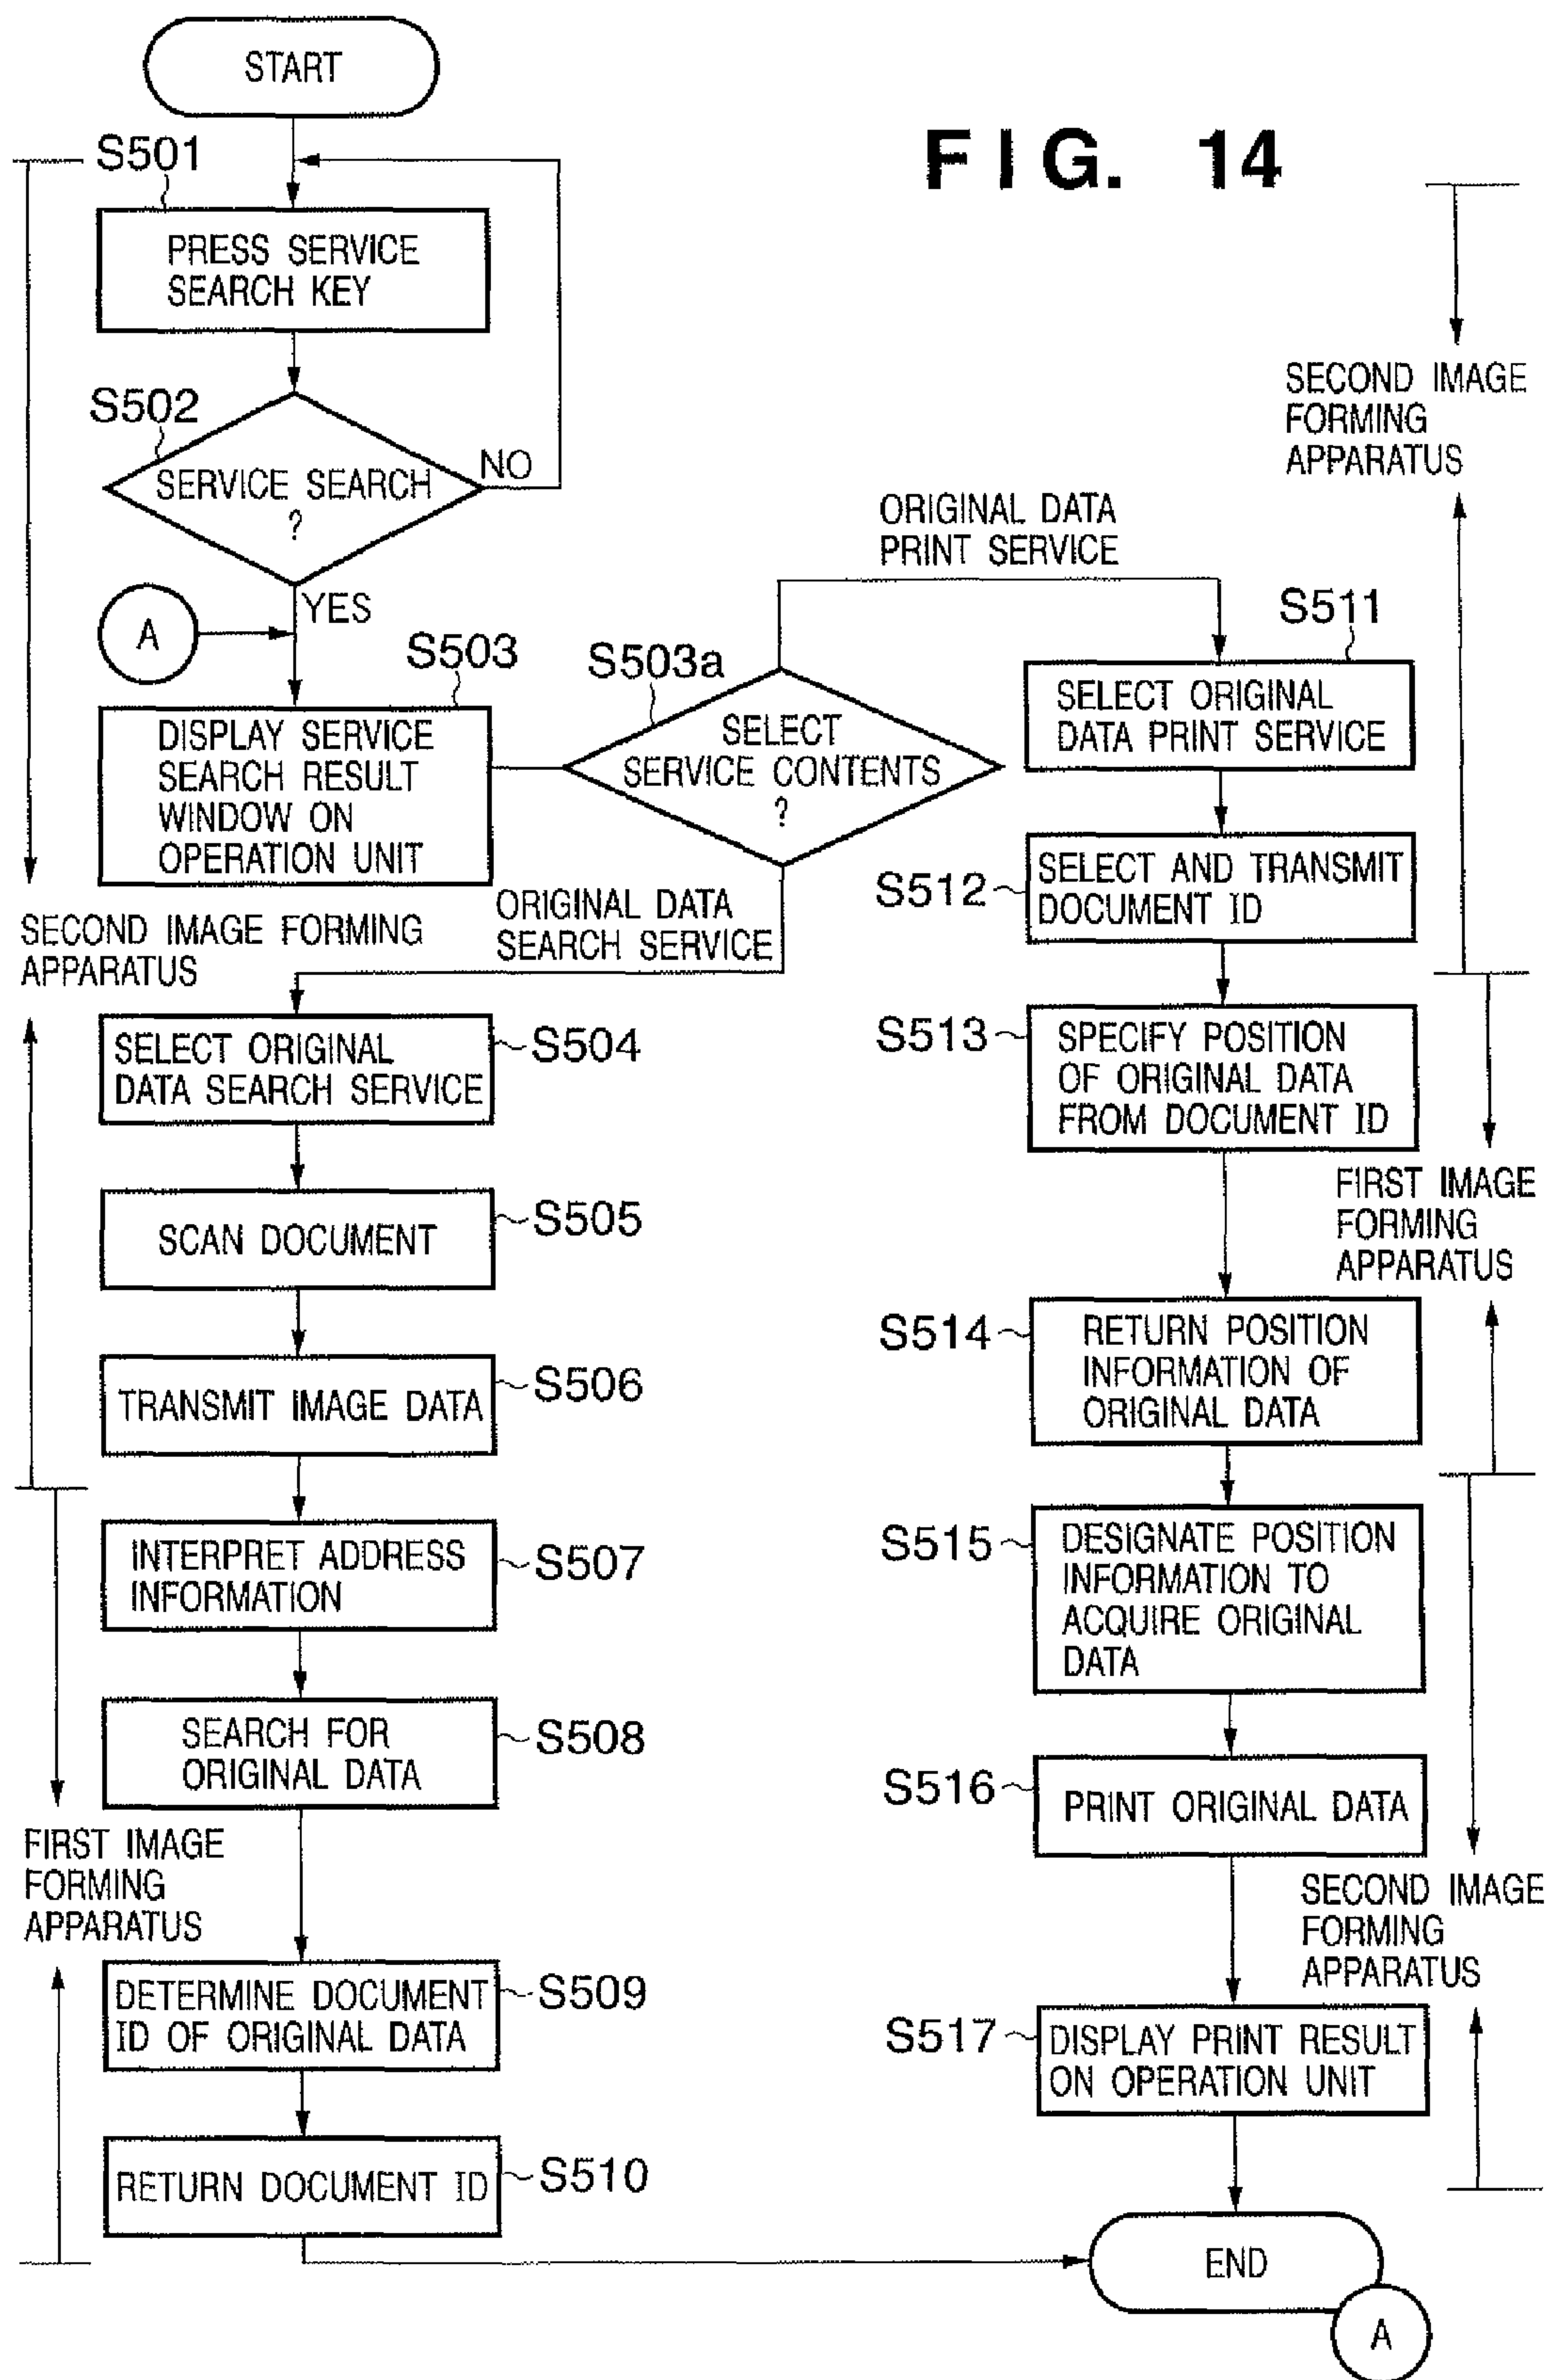 START
FIG. 14
S501
PRESS SERVICE
SEARCH KEY
S502
SERVICE SEARCH
?
NO
YES
A
S503
DISPLAY SERVICE
SEARCH RESULT
WINDOW ON
OPERATION UNIT
S503a
SELECT
SERVICE CONTENTS
?
ORIGINAL DATA
PRINT SERVICE
ORIGINAL DATA
SEARCH SERVICE
SECOND IMAGE FORMING
APPARATUS
S504
SELECT ORIGINAL
DATA SEARCH SERVICE
S505
SCAN DOCUMENT
S506
TRANSMIT IMAGE DATA
S507
INTERPRET ADDRESS
INFORMATION
S508
SEARCH FOR
ORIGINAL DATA
FIRST IMAGE
FORMING
APPARATUS
S509
DETERMINE DOCUMENT
ID OF ORIGINAL DATA
S510
RETURN DOCUMENT ID
SECOND IMAGE
FORMING
APPARATUS
S511
SELECT ORIGINAL
DATA PRINT SERVICE
S512
SELECT AND TRANSMIT
DOCUMENT ID
S513
SPECIFY POSITION
OF ORIGINAL DATA
FROM DOCUMENT ID
FIRST IMAGE
FORMING
APPARATUS
S514
RETURN POSITION
INFORMATION OF
ORIGINAL DATA
S515
DESIGNATE POSITION
INFORMATION TO
ACQUIRE ORIGINAL
DATA
S516
PRINT ORIGINAL DATA
SECOND IMAGE
FORMING
APPARATUS
S517
DISPLAY PRINT RESULT
ON OPERATION UNIT
END
A